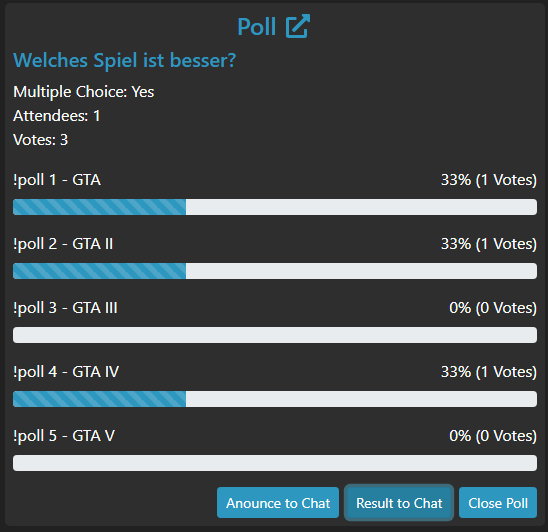 Poll
Welches Spiel ist besser?
Multiple Choice: Yes
Attendees: 1
Votes: 3
!poll 1 - GTA 33% (1 Votes)
!poll 2 - GTA II 33% (1 Votes)
!poll 3 - GTA III 0% (0 Votes)
!poll 4 - GTA IV 33% (1 Votes)
!poll 5 - GTA V 0% (0 Votes)
Anounce to Chat Result to Chat Close Poll